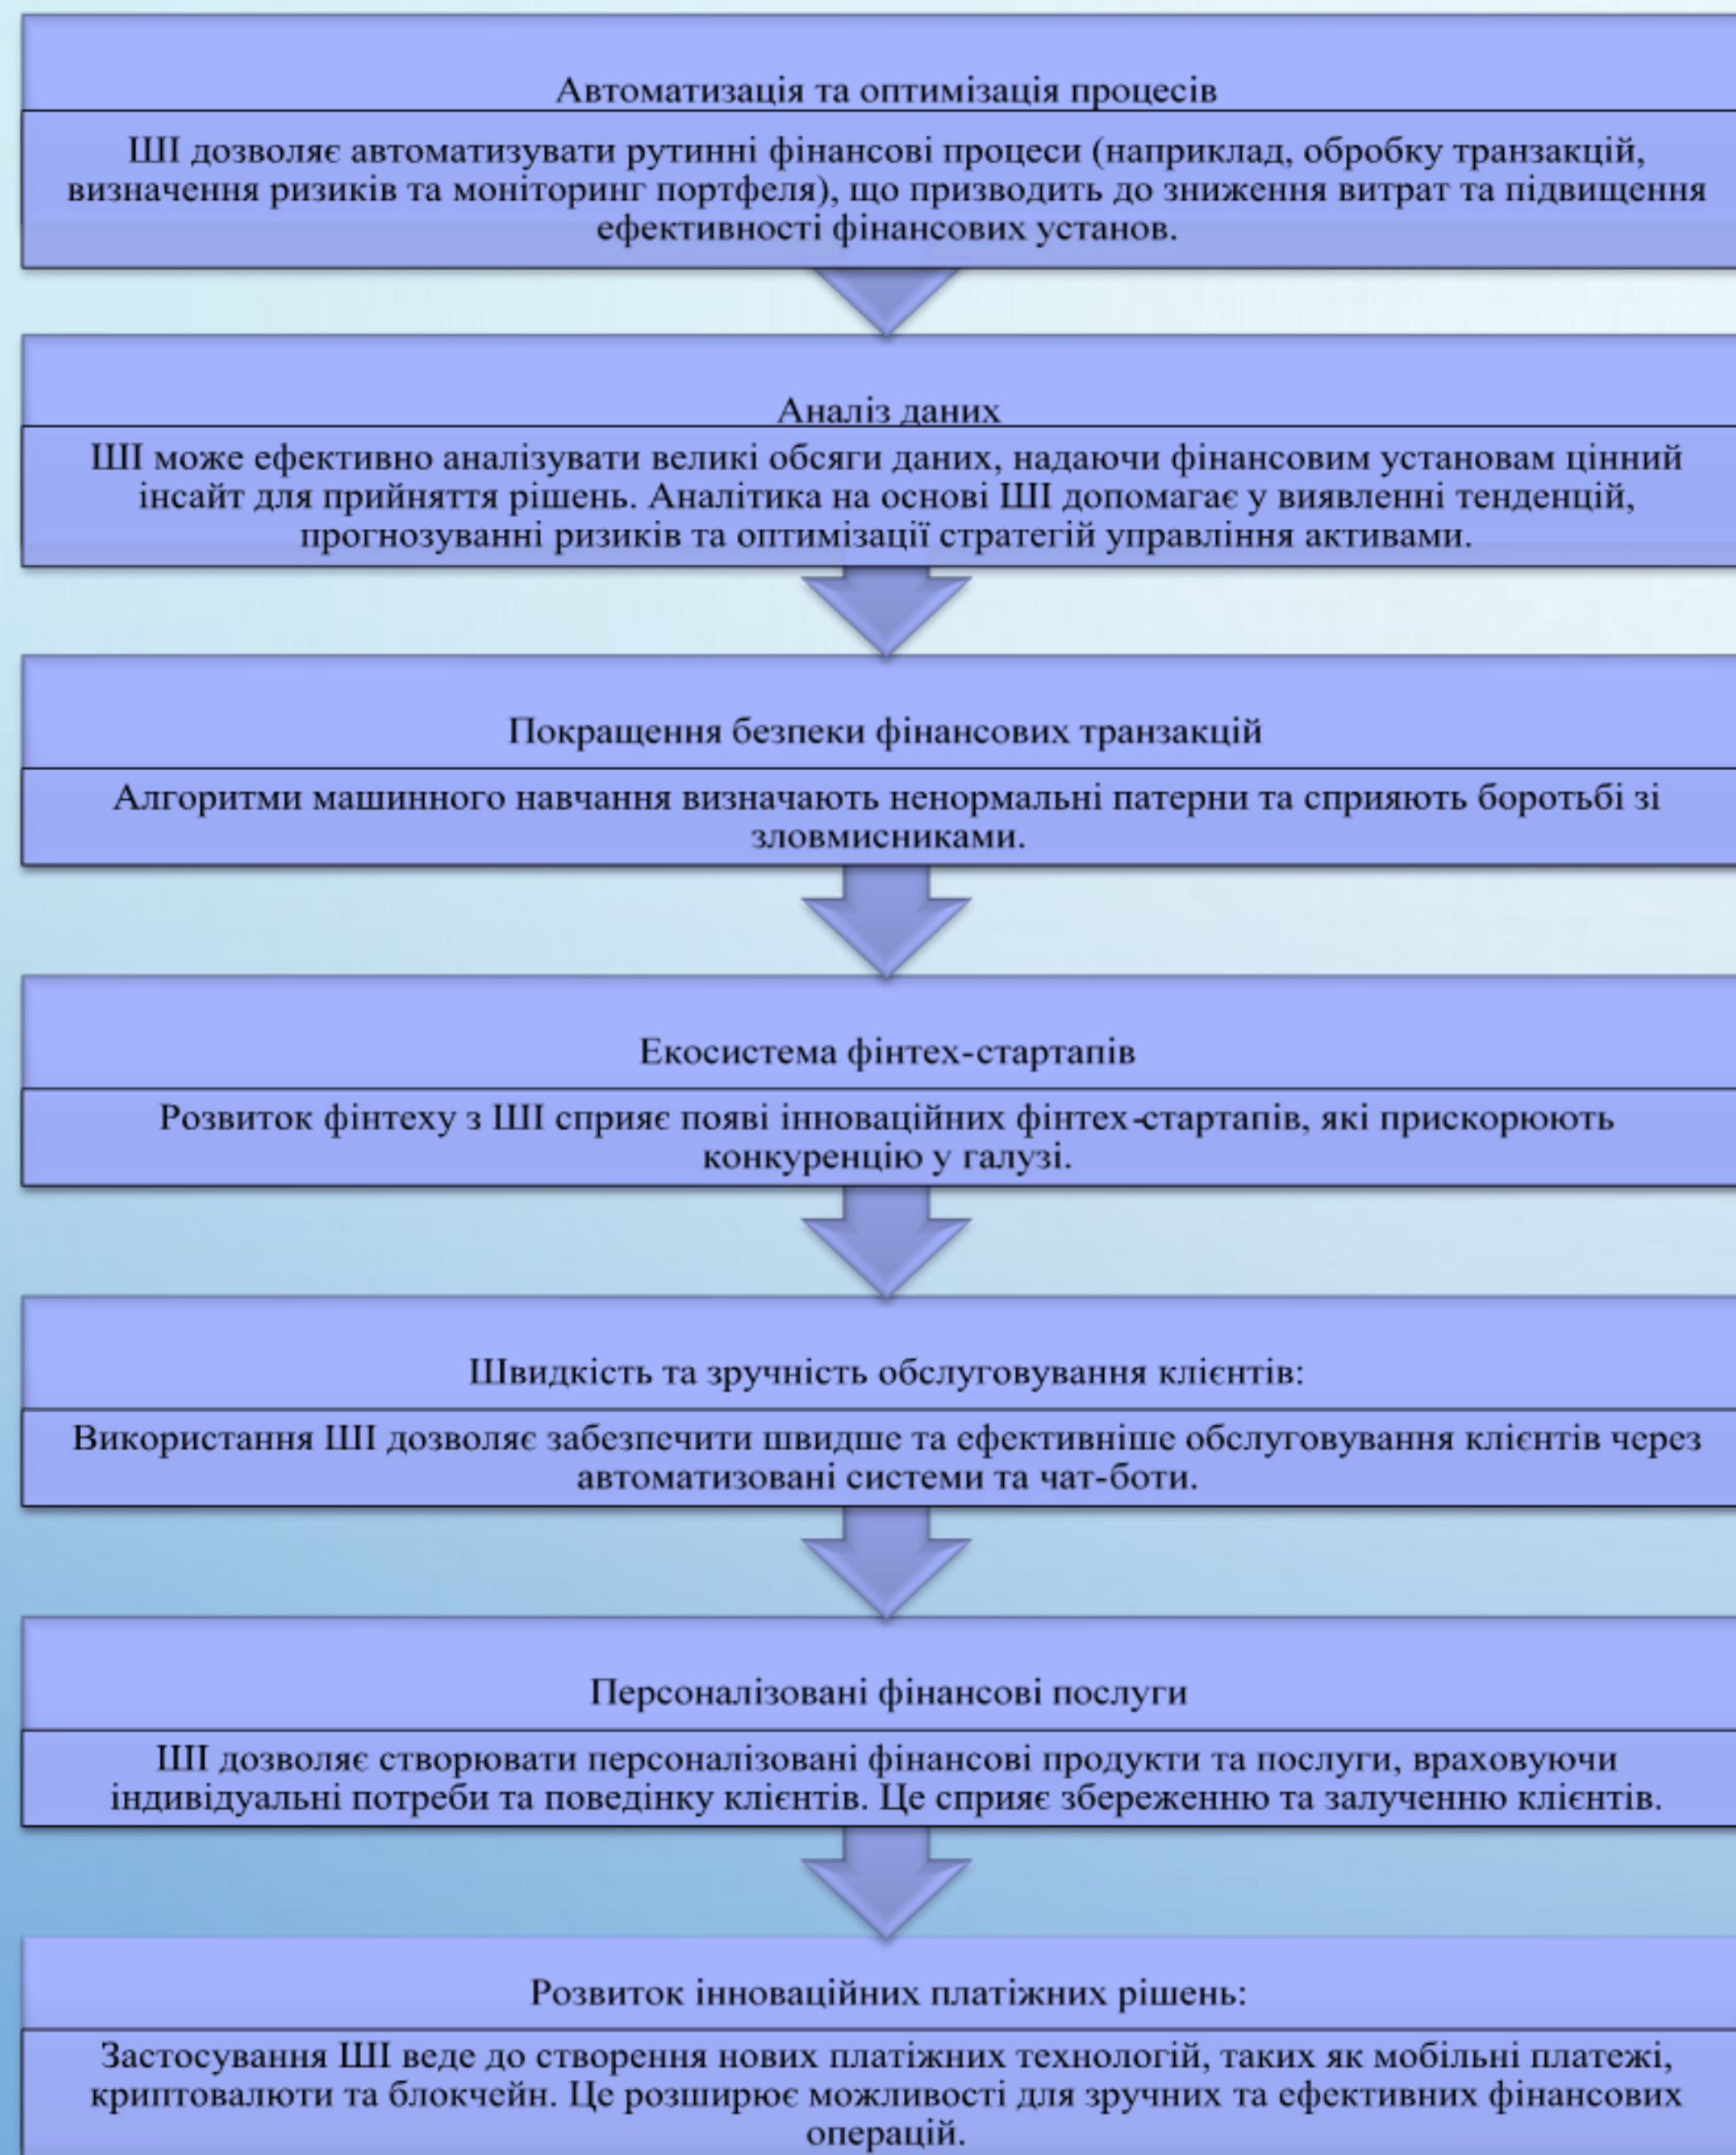 Автоматизація та оптимізація процесів
ШІ дозволяє автоматизувати рутинні фінансові процеси (наприклад, обробку транзакцій,
визначення ризиків та моніторинг портфеля), що призводить до зниження витрат та підвищення
ефективності фінансових установ.
Аналіз даних
ШІ може ефективно аналізувати великі обсяги даних, надаючи фінансовим установам цінний
інсайт для прийняття рішень. Аналітика на основі ШІ допомагає у виявленні тенденцій,
прогнозуванні ризиків та оптимізації стратегій управління активами.
Покращення безпеки фінансових транзакцій
Алгоритми машинного навчання визначають ненормальні патерни та сприяють боротьбі зі
зловмисниками.
Екосистема фінтех-стартапів
Розвиток фінтеху з ШІ сприяє появі інноваційних фінтех-стартапів, які прискорюють
конкуренцію у галузі.
Швидкість та зручність обслуговування клієнтів:
Використання ШІ дозволяє забезпечити швидше та ефективніше обслуговування клієнтів через
автоматизовані системи та чат-боти.
Персоналізовані фінансові послуги
ШІ дозволяє створювати персоналізовані фінансові продукти та послуги, враховуючи
індивідуальні потреби та поведінку клієнтів. Це сприяє збереженню та залученню клієнтів.
Розвиток інноваційних платіжних рішень:
Застосування ШІ веде до створення нових платіжних технологій, таких як мобільні платежі,
криптовалюти та блокчейн. Це розширює можливості для зручних та ефективних фінансових
операцій.